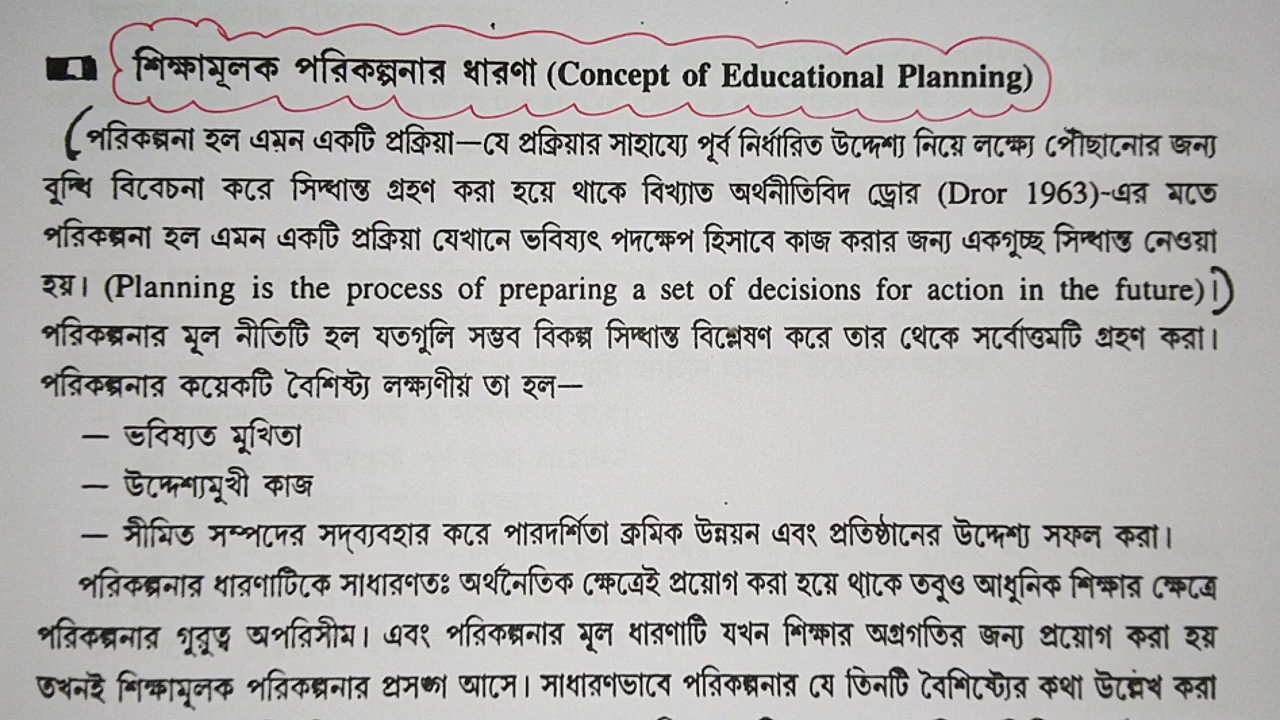 শিক্ষামূলক পরিকল্পনার ধারণা (Concept of Educational Planning)
পরিকল্পনা হল এমন একটি প্রক্রিয়া—যে প্রক্রিয়ার সাহায্যে পূর্ব নির্ধারিত উদ্দেশ্য নিয়ে লক্ষ্যে পৌঁছানোর জন্য
বুদ্ধি বিবেচনা করে সিদ্ধান্ত গ্রহণ করা হয়ে থাকে বিখ্যাত অর্থনীতিবিদ ড্রোর (Dror 1963)-এর মতে
পরিকল্পনা হল এমন একটি প্রক্রিয়া যেখানে ভবিষ্যৎ পদক্ষেপ হিসাবে কাজ করার জন্য একগুচ্ছ সিদ্ধান্ত নেওয়া
হয়। (Planning is the process of preparing a set of decisions for action in the future)।
পরিকল্পনার মূল নীতিটি হল যতগুলি সম্ভব বিকল্প সিদ্ধান্ত বিশ্লেষণ করে তার থেকে সর্বোত্তমটি গ্রহণ করা।
পরিকল্পনার কয়েকটি বৈশিষ্ট্য লক্ষ্যণীয় তা হল—
— ভবিষ্যত মুখিতা
— উদ্দেশ্যমুখী কাজ
— সীমিত সম্পদের সদ্‌ব্যবহার করে পারদর্শিতা ক্রমিক উন্নয়ন এবং প্রতিষ্ঠানের উদ্দেশ্য সফল করা।
পরিকল্পনার ধারণাটিকে সাধারণতঃ অর্থনৈতিক ক্ষেত্রেই প্রয়োগ করা হয়ে থাকে তবুও আধুনিক শিক্ষার ক্ষেত্রে
পরিকল্পনার গুরুত্ব অপরিসীম। এবং পরিকল্পনার মূল ধারণাটি যখন শিক্ষার অগ্রগতির জন্য প্রয়োগ করা হয়
তখনই শিক্ষামূলক পরিকল্পনার প্রসঙ্গ আসে। সাধারণভাবে পরিকল্পনার যে তিনটি বৈশিষ্ট্যের কথা উল্লেখ করা